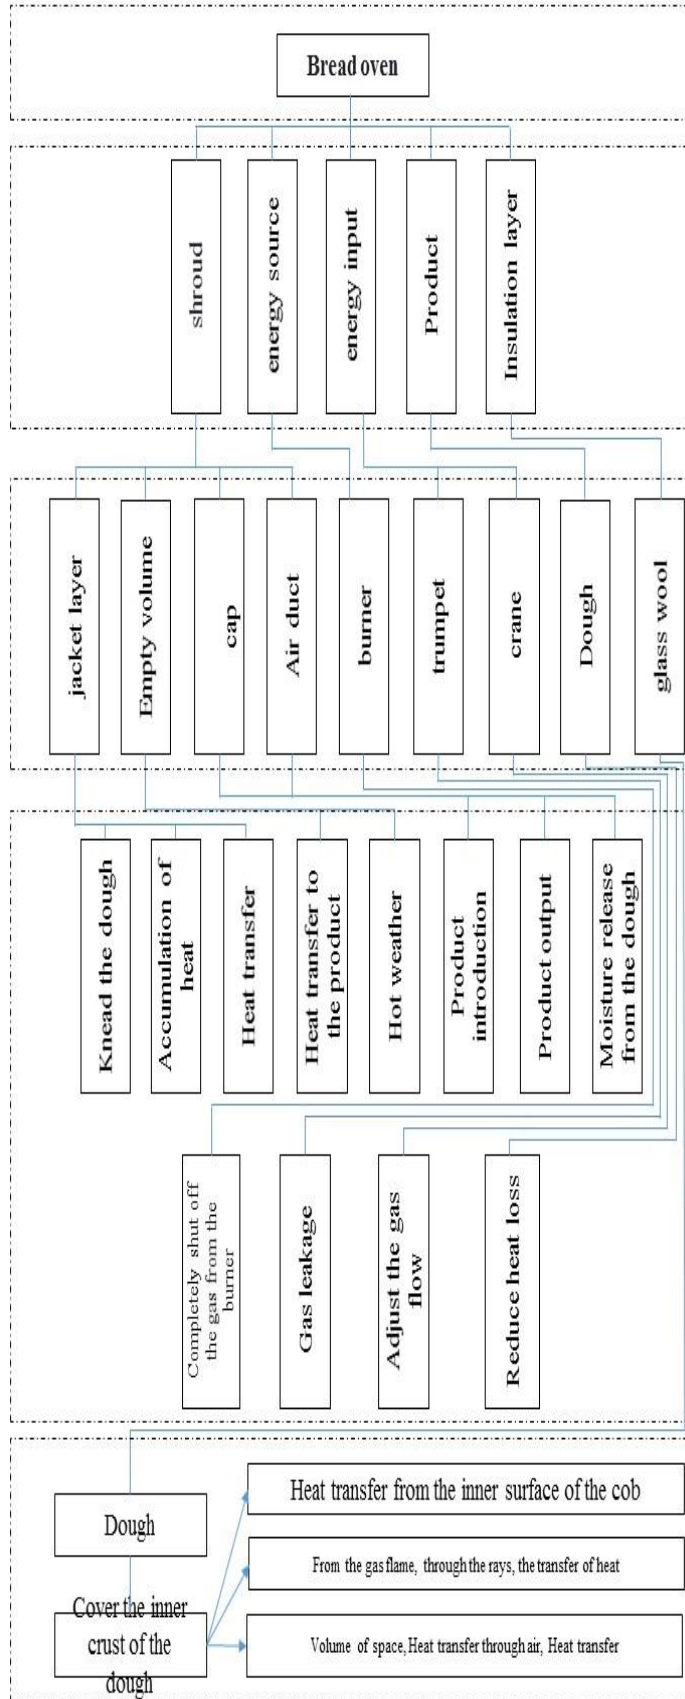 Bread oven
shroud
energy source
energy input
Product
Insulation layer
jacket layer
Empty volume
cap
Air duct
burner
trumpet
crane
Dough
glass wool
Knead the dough
Accumulation of
heat
Heat transfer
Heat transfer to
the product
Hot weather
Product
introduction
Product output
Moisture release
from the dough
Completely shut off
the gas from the
burner
Gas leakage
Adjust the gas
flow
Reduce heat loss
Dough
Cover the inner
crust of the
dough
Heat transfer from the inner surface of the cob
From the gas flame, through the rays, the transfer of heat
Volume of space, Heat transfer through air, Heat transfer